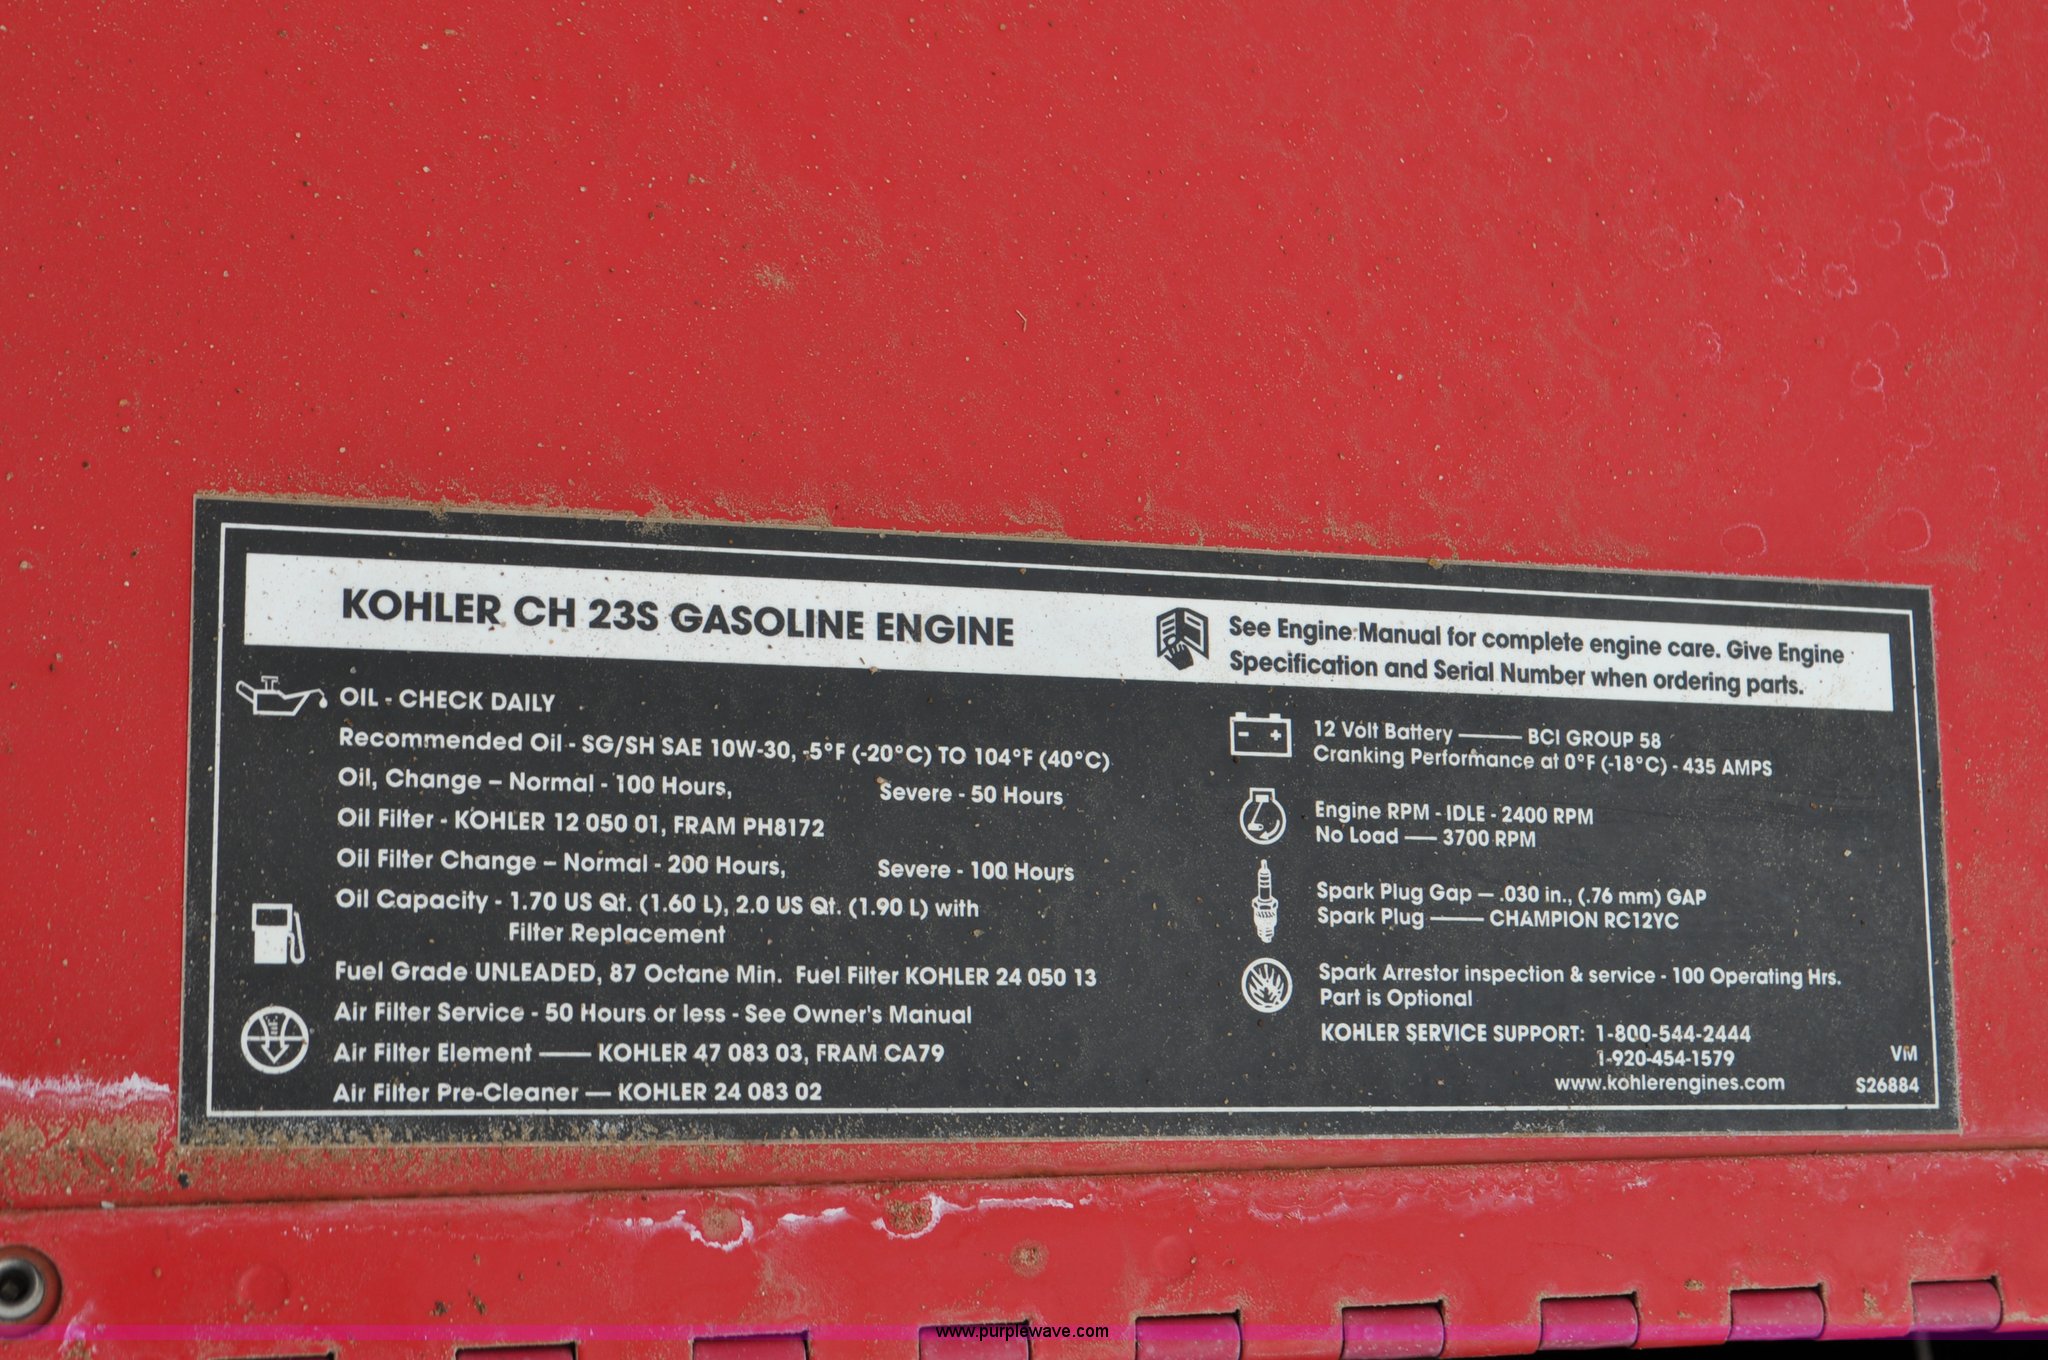 KOHLER CH 23S GASOLINE ENGINE
See Engine Manual for complete engine care. Give Engine
Specification and Serial Number when ordering parts.
OIL - CHECK DAILY
Recommended Oil - SG/SH SAE 10W-30, -5°F (-20°C) TO 104°F (40°C)
Oil, Change – Normal - 100 Hours, Severe - 50 Hours
Oil Filter - KOHLER 12 050 01, FRAM PH8172
Oil Filter Change – Normal - 200 Hours, Severe - 100 Hours
Oil Capacity - 1.70 US Qt. (1.60 L), 2.0 US Qt. (1.90 L) with
Filter Replacement
Fuel Grade UNLEADED, 87 Octane Min. Fuel Filter KOHLER 24 050 13
Air Filter Service - 50 Hours or less - See Owner's Manual
Air Filter Element — KOHLER 47 083 03, FRAM CA79
Air Filter Pre-Cleaner — KOHLER 24 083 02
12 Volt Battery — BCI GROUP 58
Cranking Performance at 0°F (-18°C) - 435 AMPS
Engine RPM - IDLE - 2400 RPM
No Load — 3700 RPM
Spark Plug Gap — .030 in., (.76 mm) GAP
Spark Plug — CHAMPION RC12YC
Spark Arrestor inspection & service - 100 Operating Hrs.
Part is Optional
KOHLER SERVICE SUPPORT: 1-800-544-2444
1-920-454-1579
www.kohlerengines.com
VM
S26884
www.purplewave.com